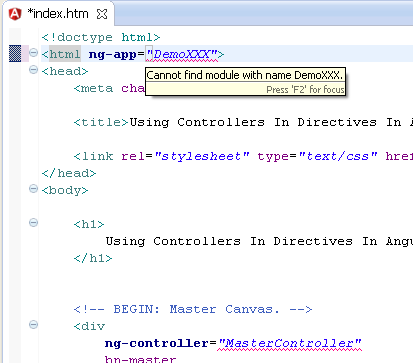 *index.htm
<!doctype html>
<html ng-app="DemoXXX">
Cannot find module with name DemoXXX.
Press 'F2' for focus
<head>
<meta cha
<title>Using Controllers In Directives In A
<link rel="stylesheet" type="text/css" href
</head>
<body>
<h1>
Using Controllers In Directives In Angu
</h1>
<!-- BEGIN: Master Canvas. -->
<div
ng-controller="MasterController"
bn-master